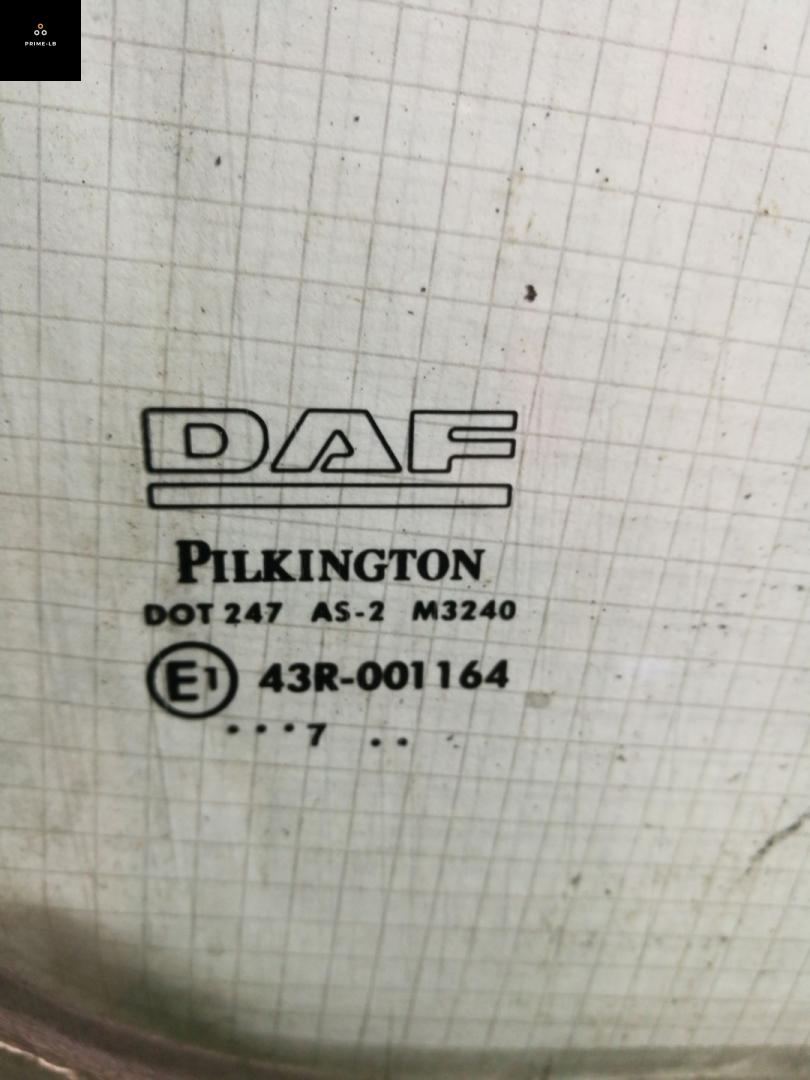 PRIME-LB
DAF
PILKINGTON
DOT 247 AS-2 M3240
E1 43R-001164
• • • 7 • •